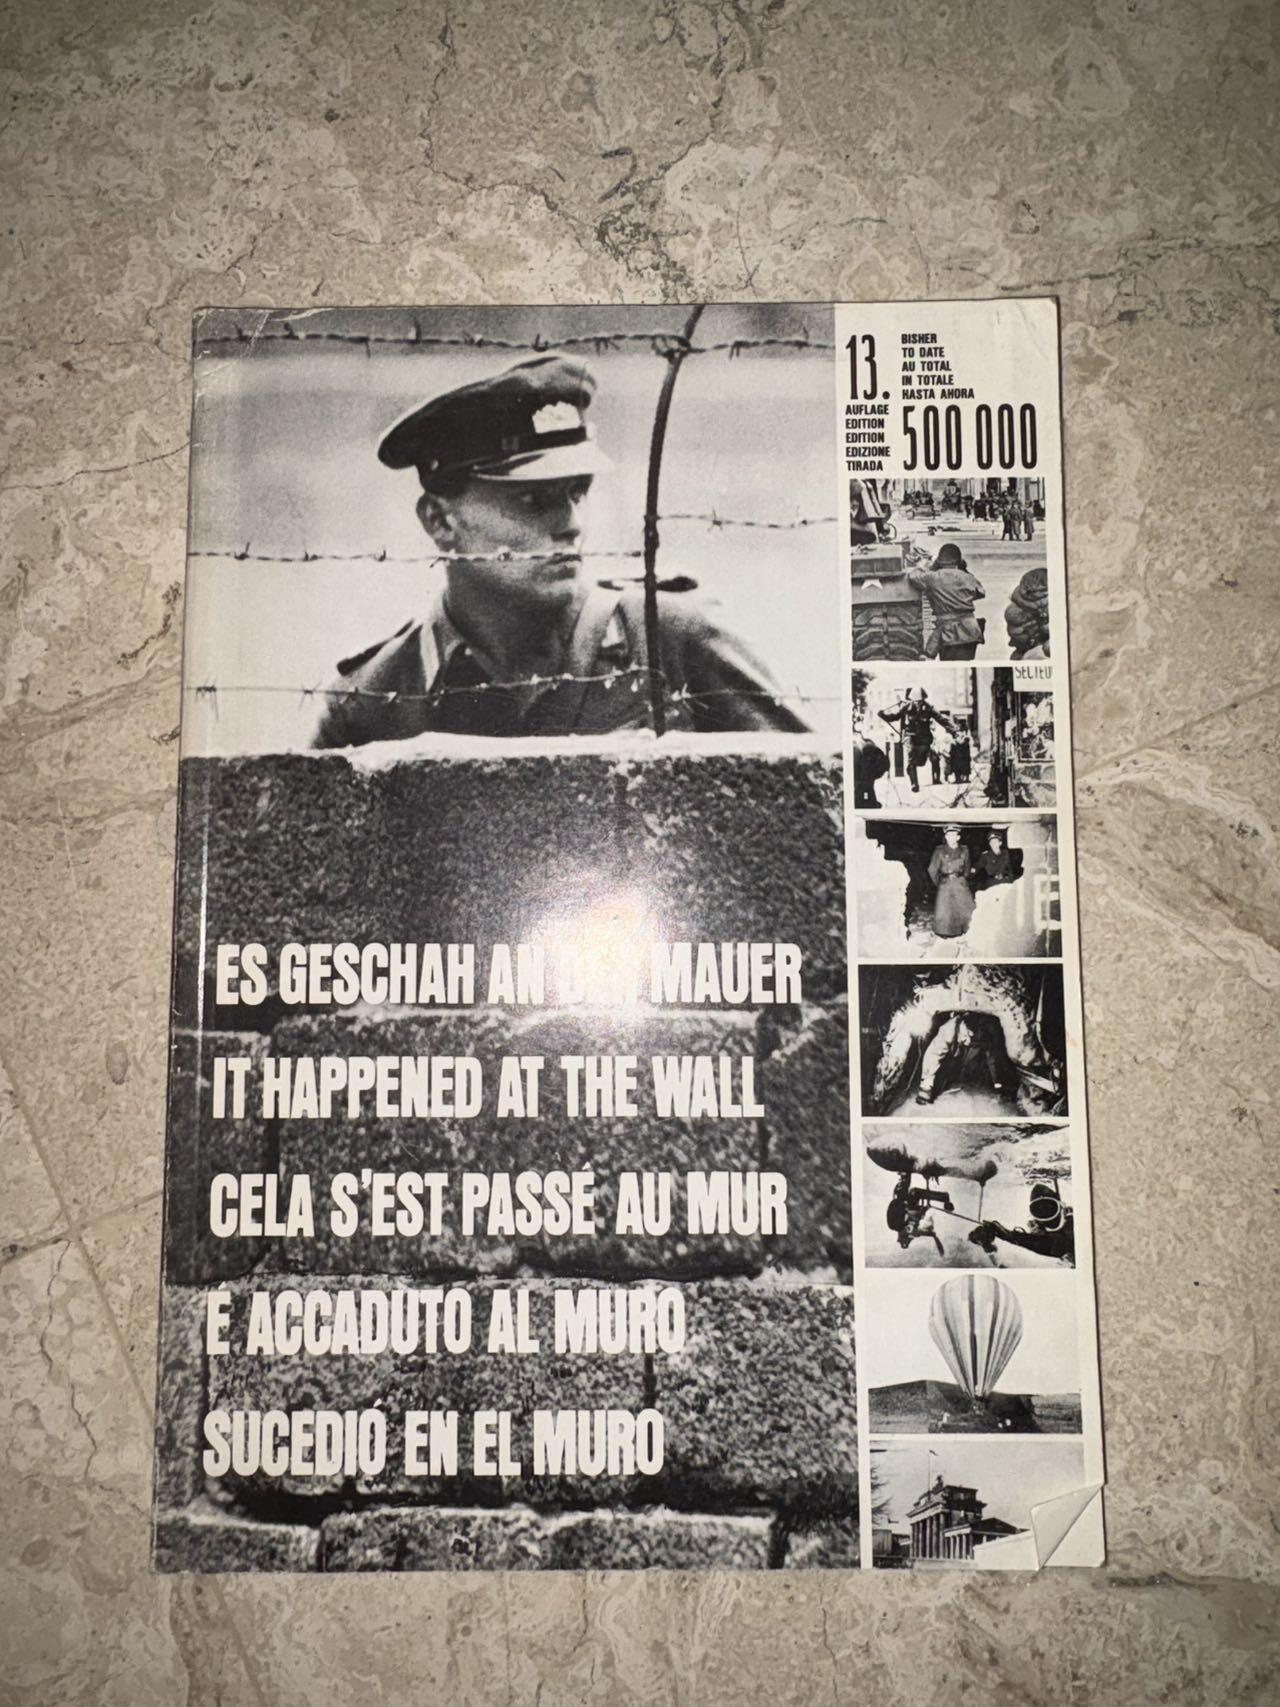 13.
AUFLAGE
EDITION
EDITION
EDIZIONE
TIRADA
BISHER
TO DATE
AU TOTAL
IN TOTALE
HASTA AHORA
500 000
SECTEU
ES GESCHAH AN MAUER
IT HAPPENED AT THE WALL
CELA S'EST PASSÉ AU MUR
É ACCADUTO AL MURO
SUCEDIÓ EN EL MURO